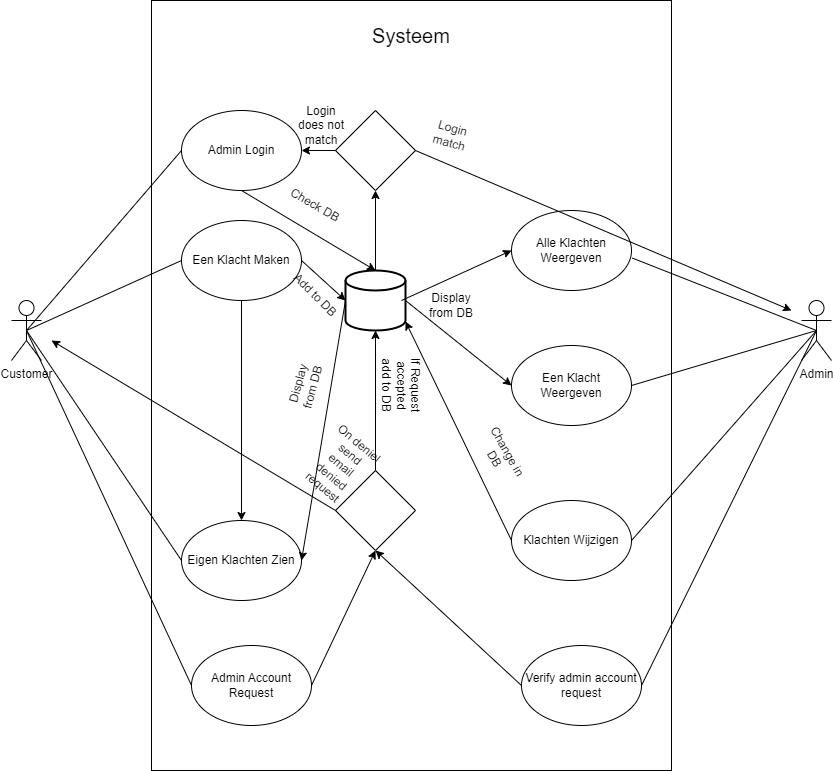 Systeem
Login
does not
match
Login
match
Admin Login
Check DB
Een Klacht Maken
Add to DB
Alle Klachten
Weergeven
Display
from DB
Customer
Admin
Display
from DB
If Request
accepted
add to DB
Een Klacht
Weergeven
On deniel
send
email
denied
request
Change in
DB
Klachten Wijzigen
Eigen Klachten Zien
Admin Account
Request
Verify admin account
request